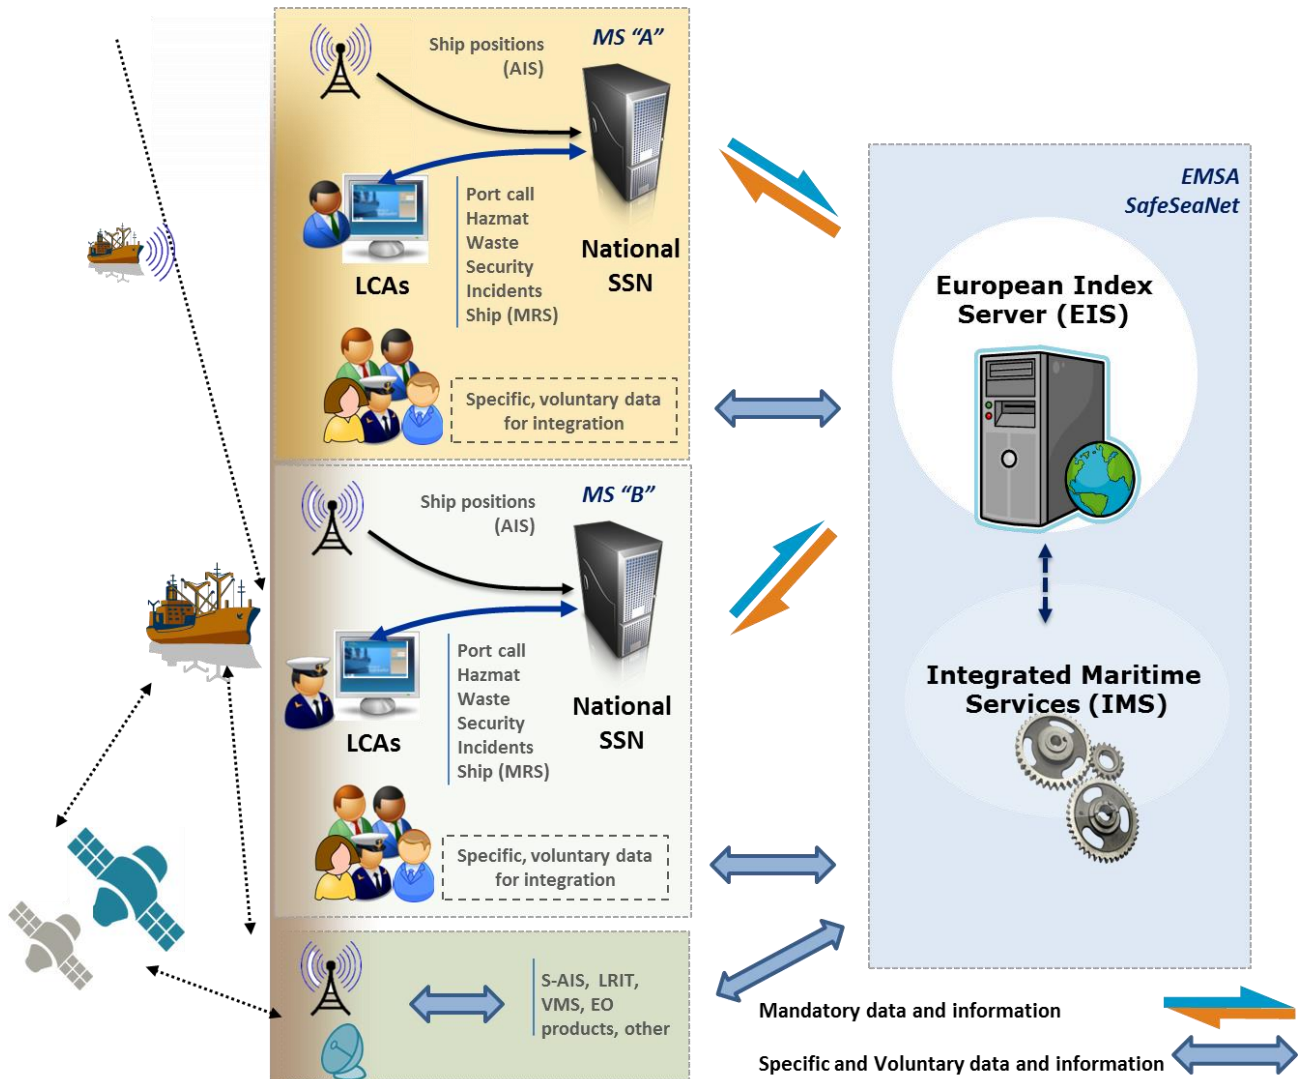 Ship positions
(AIS)
MS “A”
Port call
Hazmat
Waste
Security
Incidents
Ship (MRS)
LCAs
National
SSN
Specific, voluntary data
for integration
Ship positions
(AIS)
MS “B”
Port call
Hazmat
Waste
Security
Incidents
Ship (MRS)
LCAs
National
SSN
Specific, voluntary data
for integration
S-AIS, LRIT,
VMS, EO
products, other
EMSA
SafeSeaNet
European Index
Server (EIS)
Integrated Maritime
Services (IMS)
Mandatory data and information
Specific and Voluntary data and information